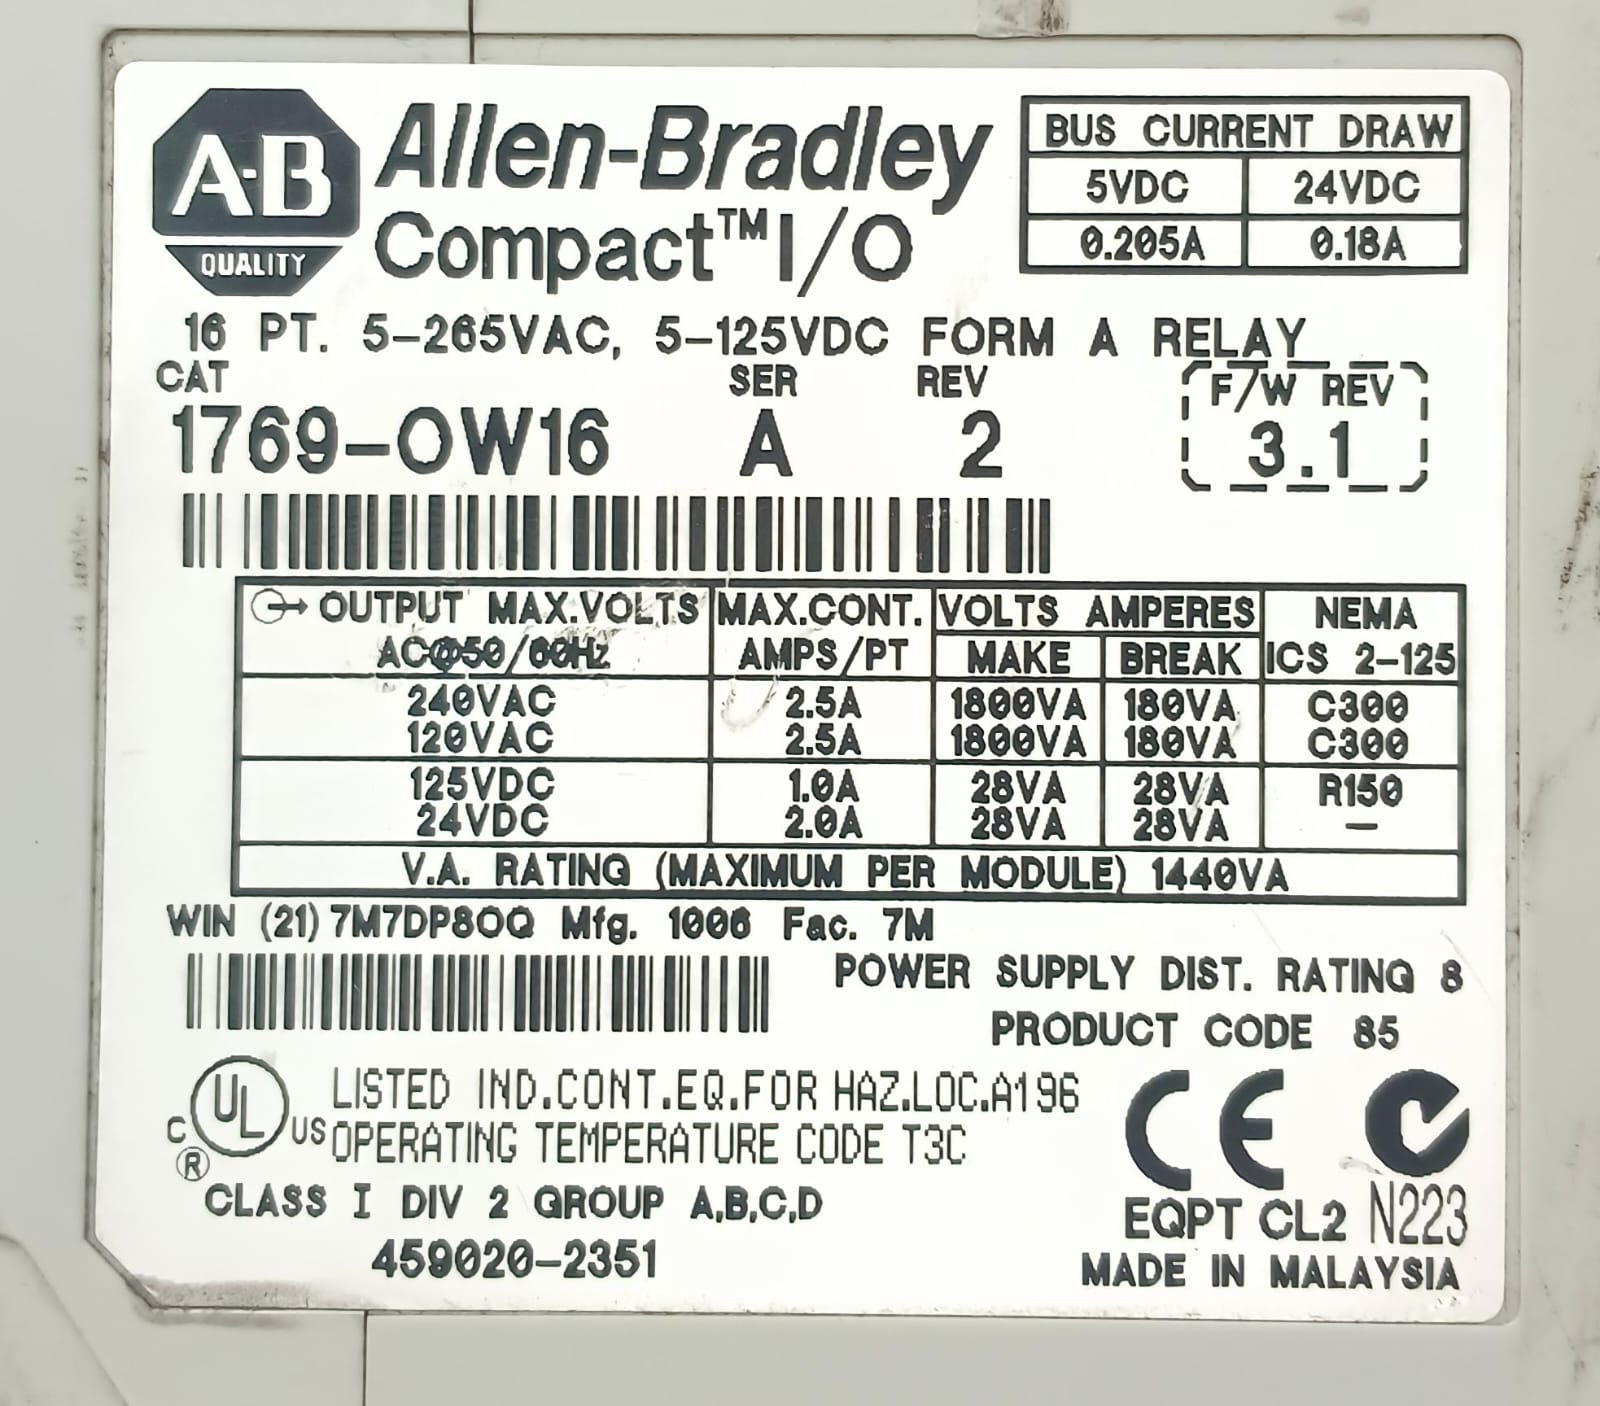 A-B
QUALITY
Allen-Bradley
Compact™ I/O
BUS CURRENT DRAW
5VDC 24VDC
0.205A 0.18A
16 PT. 5-265VAC, 5-125VDC FORM A RELAY
CAT SER REV F/W REV
1769-OW16 A 2 3.1
OUTPUT MAX.VOLTS MAX.CONT. VOLTS AMPERES NEMA
AC@50/60Hz AMPS/PT MAKE BREAK ICS 2-125
240VAC 2.5A 1800VA 180VA C300
120VAC 2.5A 1800VA 180VA C300
125VDC 1.0A 28VA 28VA R150
24VDC 2.0A 28VA 28VA —
V.A. RATING (MAXIMUM PER MODULE) 1440VA
WIN (21) 7M7DP8OQ Mfg. 1006 Fac. 7M
POWER SUPPLY DIST. RATING 8
PRODUCT CODE 85
C UL US ® LISTED IND.CONT.EQ.FOR HAZ.LOC.A196
OPERATING TEMPERATURE CODE T3C
CLASS I DIV 2 GROUP A,B,C,D
459020-2351
CE
EQPT CL2 N223
MADE IN MALAYSIA